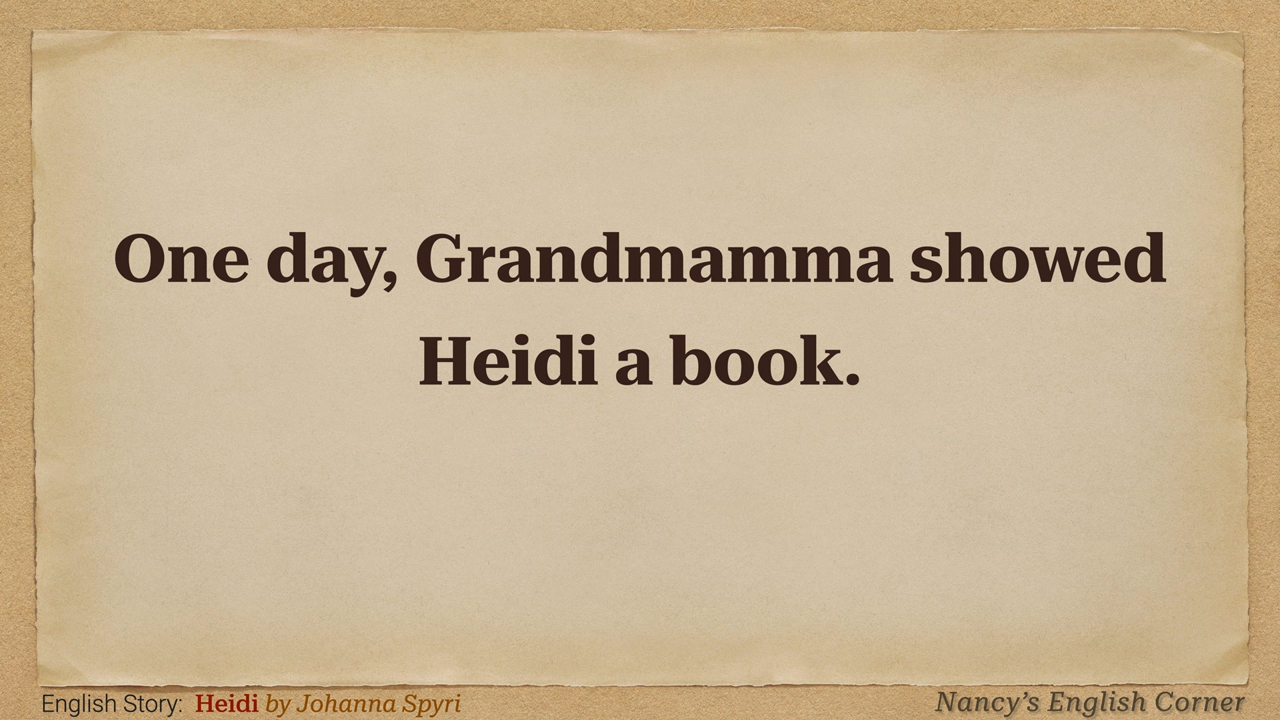 One day, Grandmamma showed
Heidi a book.
English Story: Heidi by Johanna Spyri
Nancy's English Corner